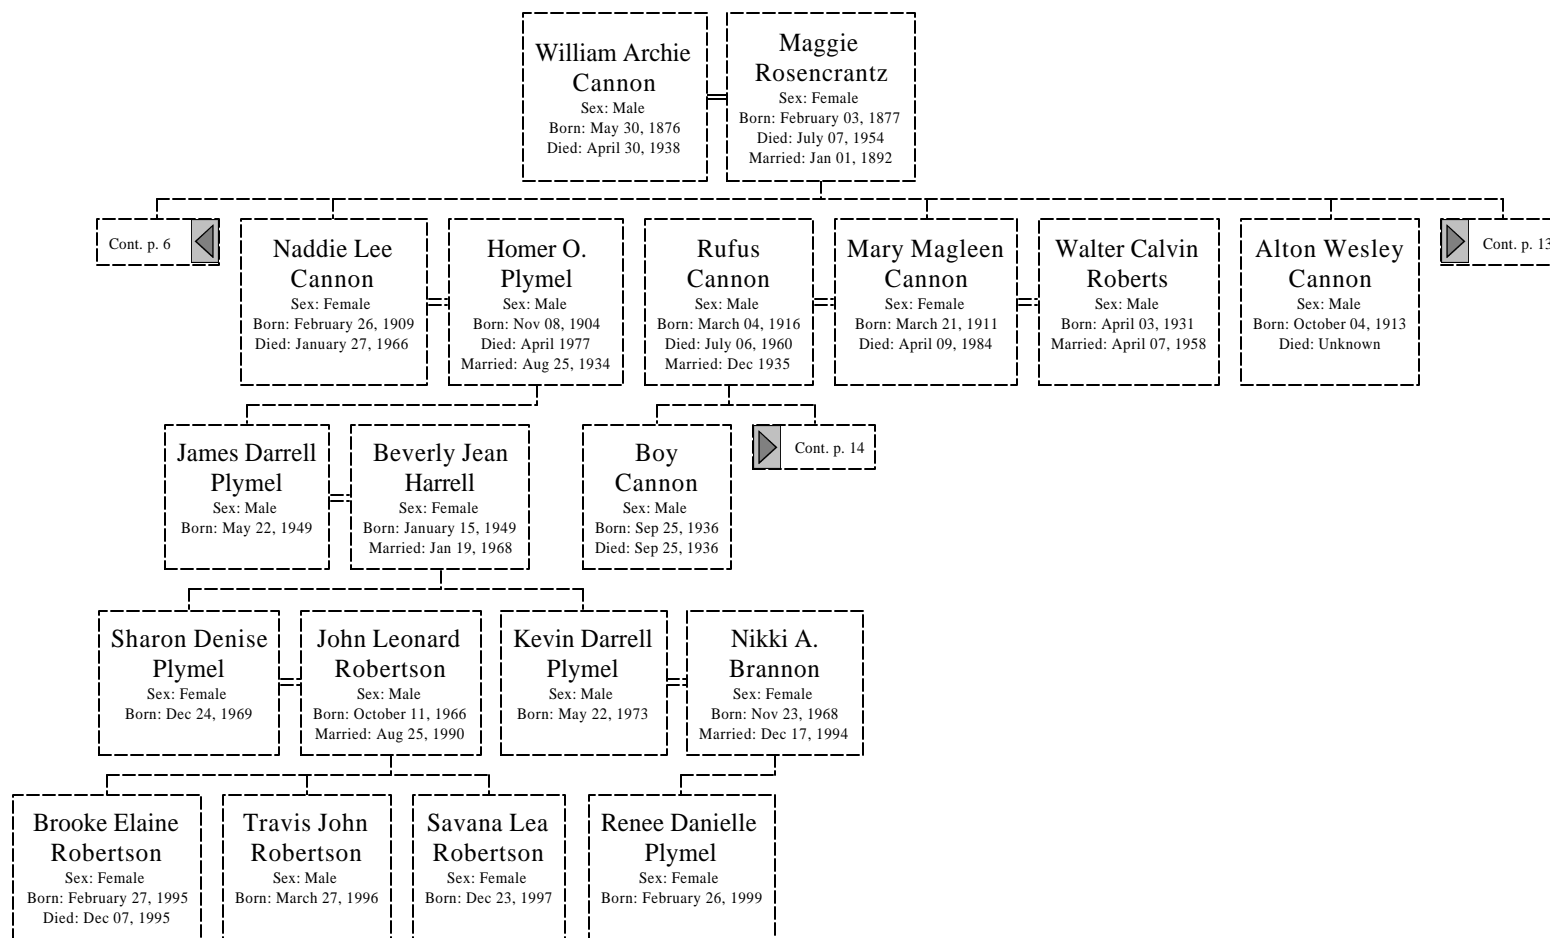 William Archie
Cannon
Sex: Male
Born: May 30, 1876
Died: April 30, 1938
Maggie
Rosencrantz
Sex: Female
Born: February 03, 1877
Died: July 07, 1954
Married: Jan 01, 1892
Cont. p. 6
Naddie Lee
Cannon
Sex: Female
Born: February 26, 1909
Died: January 27, 1966
Homer O.
Plymel
Sex: Male
Born: Nov 08, 1904
Died: April 1977
Married: Aug 25, 1934
Rufus
Cannon
Sex: Male
Born: March 04, 1916
Died: July 06, 1960
Married: Dec 1935
Mary Magleen
Cannon
Sex: Female
Born: March 21, 1911
Died: April 09, 1984
Walter Calvin
Roberts
Sex: Male
Born: April 03, 1931
Married: April 07, 1958
Alton Wesley
Cannon
Sex: Male
Born: October 04, 1913
Died: Unknown
Cont. p. 13
James Darrell
Plymel
Sex: Male
Born: May 22, 1949
Beverly Jean
Harrell
Sex: Female
Born: January 15, 1949
Married: Jan 19, 1968
Boy
Cannon
Sex: Male
Born: Sep 25, 1936
Died: Sep 25, 1936
Cont. p. 14
Sharon Denise
Plymel
Sex: Female
Born: Dec 24, 1969
John Leonard
Robertson
Sex: Male
Born: October 11, 1966
Married: Aug 25, 1990
Kevin Darrell
Plymel
Sex: Male
Born: May 22, 1973
Nikki A.
Brannon
Sex: Female
Born: Nov 23, 1968
Married: Dec 17, 1994
Brooke Elaine
Robertson
Sex: Female
Born: February 27, 1995
Died: Dec 07, 1995
Travis John
Robertson
Sex: Male
Born: March 27, 1996
Savana Lea
Robertson
Sex: Female
Born: Dec 23, 1997
Renee Danielle
Plymel
Sex: Female
Born: February 26, 1999